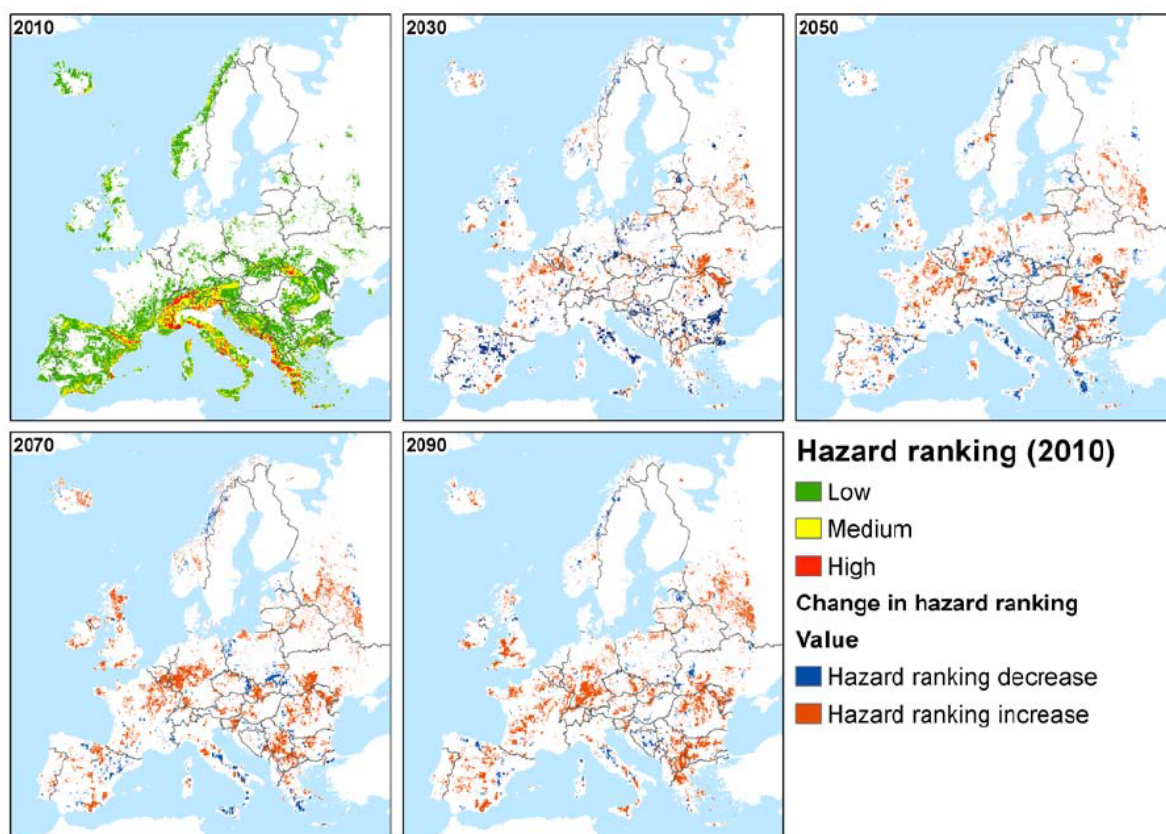 2010
2030
2050
2070
2090
Hazard ranking (2010)
Low
Medium
High
Change in hazard ranking
Value
Hazard ranking decrease
Hazard ranking increase